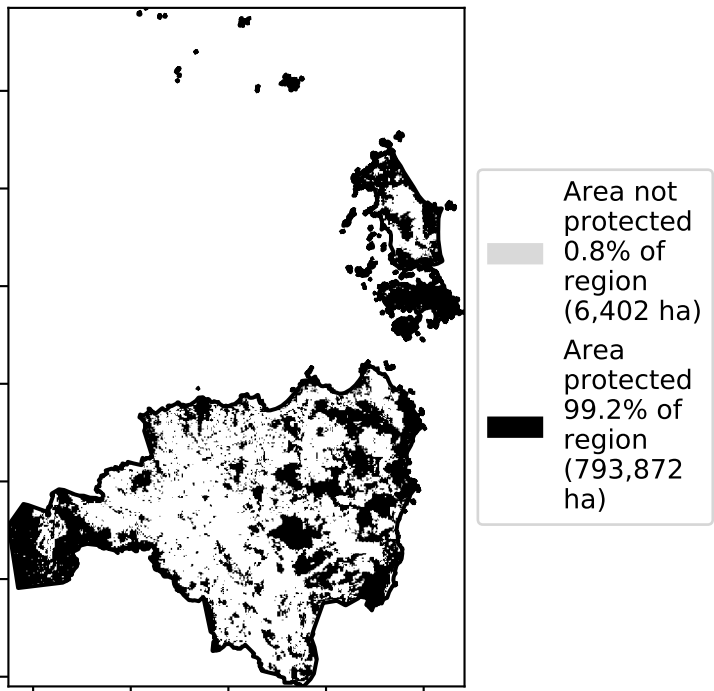 Area not
protected
0.8% of
region
(6,402 ha)
Area
protected
99.2% of
region
(793,872
ha)